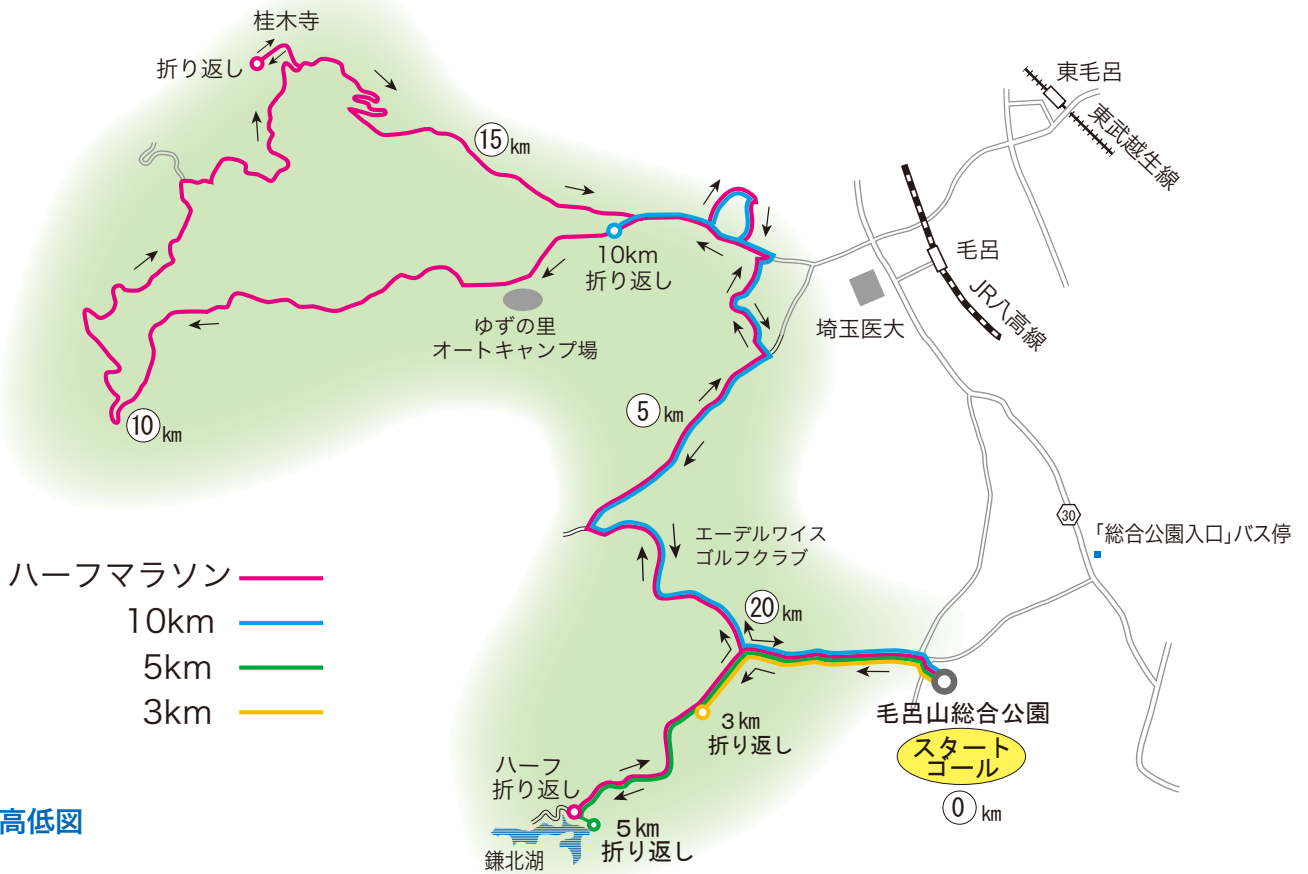 桂木寺
折り返し
東毛呂
東武越生線
15km
毛呂
JR八高線
10km
折り返し
埼玉医大
ゆずの里
オートキャンプ場
5km
10km
30
「総合公園入口」バス停
エーデルワイス
ゴルフクラブ
ハーフマラソン
10km
5km
3km
20km
毛呂山総合公園
スタート
ゴール
0km
3km
折り返し
ハーフ
折り返し
5km
折り返し
鎌北湖
高低図